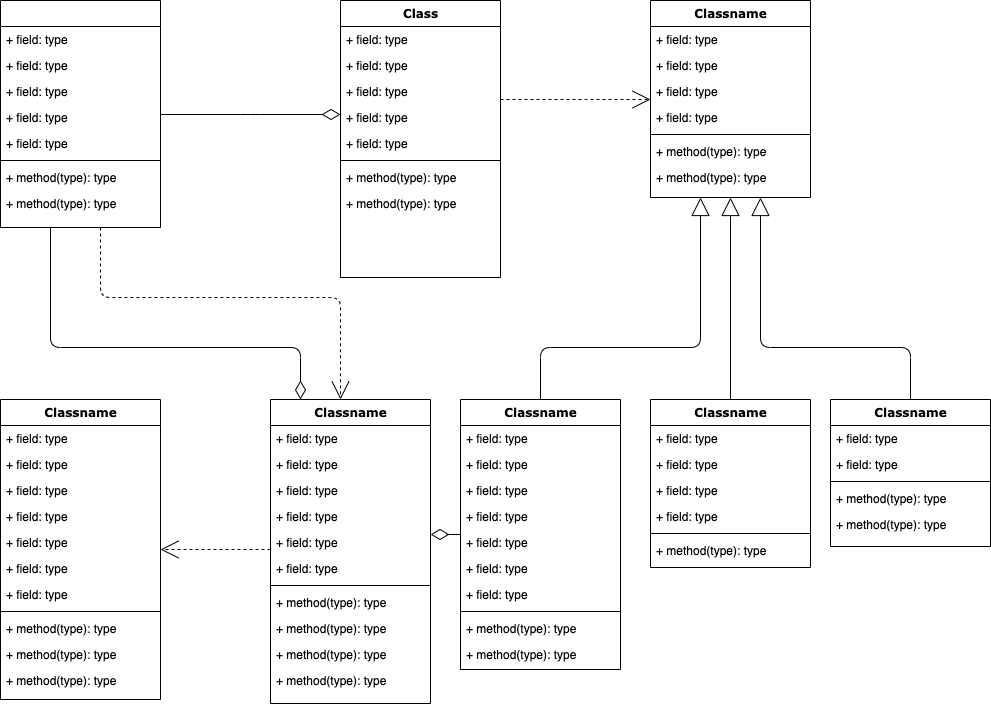 + field: type
+ field: type
+ field: type
+ field: type
+ field: type
+ method(type): type
+ method(type): type
Class
+ field: type
+ field: type
+ field: type
+ field: type
+ field: type
+ method(type): type
+ method(type): type
Classname
+ field: type
+ field: type
+ field: type
+ field: type
+ method(type): type
+ method(type): type
Classname
+ field: type
+ field: type
+ field: type
+ field: type
+ field: type
+ field: type
+ field: type
+ method(type): type
+ method(type): type
+ method(type): type
Classname
+ field: type
+ field: type
+ field: type
+ field: type
+ field: type
+ field: type
+ method(type): type
+ method(type): type
+ method(type): type
+ method(type): type
Classname
+ field: type
+ field: type
+ field: type
+ field: type
+ field: type
+ field: type
+ field: type
+ method(type): type
+ method(type): type
Classname
+ field: type
+ field: type
+ field: type
+ field: type
+ method(type): type
Classname
+ field: type
+ field: type
+ method(type): type
+ method(type): type